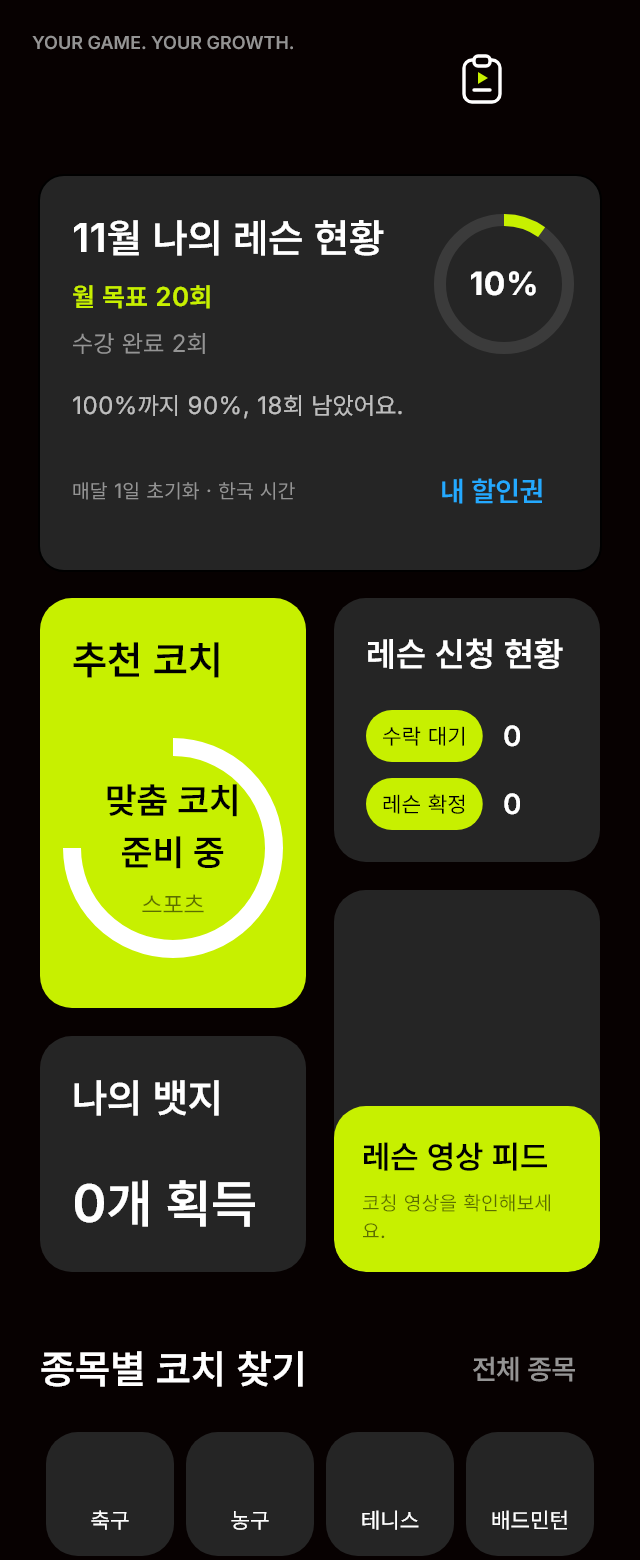 YOUR GAME. YOUR GROWTH.
11월 나의 레슨 현황
월 목표 20회
수강 완료 2회
10%
100%까지 90%, 18회 남았어요.
매달 1일 초기화 · 한국 시간
내 할인권
추천 코치
맞춤 코치
준비 중
스포츠
레슨 신청 현황
수락 대기 0
레슨 확정 0
나의 뱃지
0개 획득
레슨 영상 피드
코칭 영상을 확인해보세
요.
종목별 코치 찾기
전체 종목
축구
농구
테니스
배드민턴